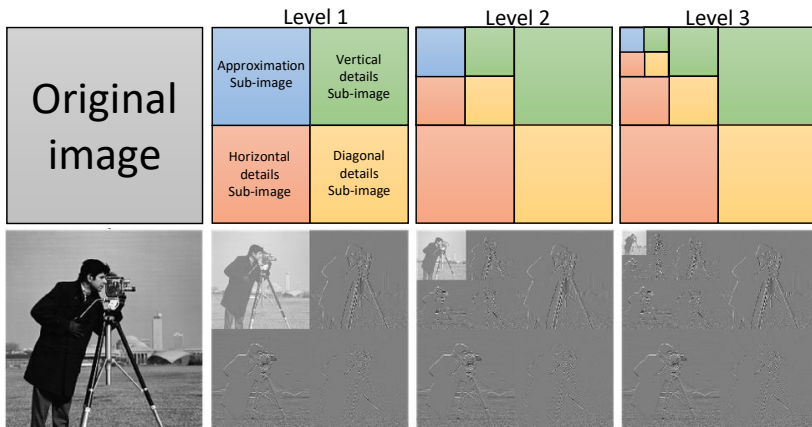 Level 1
Level 2
Level 3
Original
image
Approximation
Sub-image
Vertical
details
Sub-image
Horizontal
details
Sub-image
Diagonal
details
Sub-image